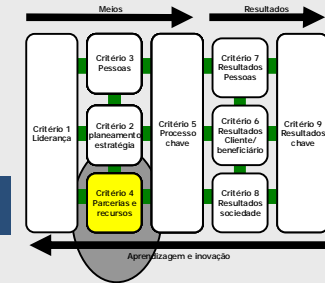 Meios
Resultados
Critério 1
Liderança
Critério 3
Pessoas
Critério 2
planeamento
estratégia
Critério 4
Parcerias e
recursos
Critério 5
Processo
chave
Critério 7
Resultados
Pessoas
Critério 6
Resultados
Cliente/
beneficiário
Critério 8
Resultados
sociedade
Critério 9
Resultados
chave
Aprendizagem e inovação